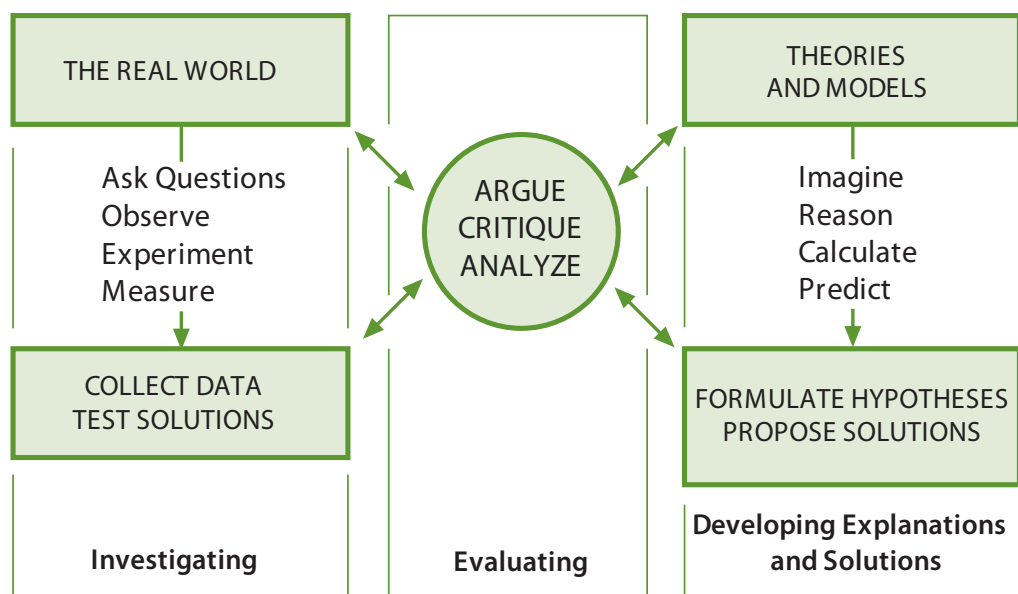 THE REAL WORLD
Ask Questions
Observe
Experiment
Measure
COLLECT DATA
TEST SOLUTIONS
Investigating
ARGUE
CRITIQUE
ANALYZE
Evaluating
THEORIES
AND MODELS
Imagine
Reason
Calculate
Predict
FORMULATE HYPOTHESES
PROPOSE SOLUTIONS
Developing Explanations
and Solutions